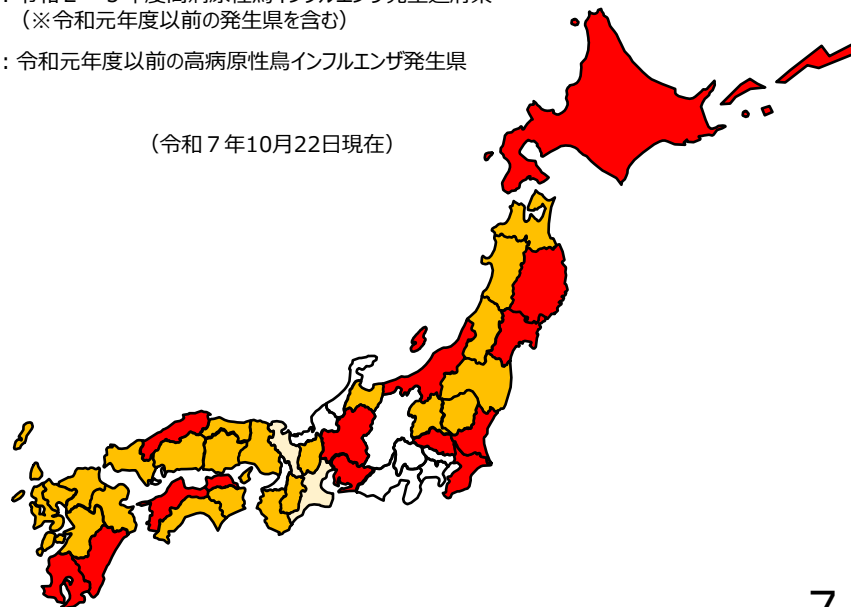 （※令和元年度以前の発生県を含む）
：令和元年度以前の高病原性鳥インフルエンザ発生県
（令和７年10月22日現在）
7